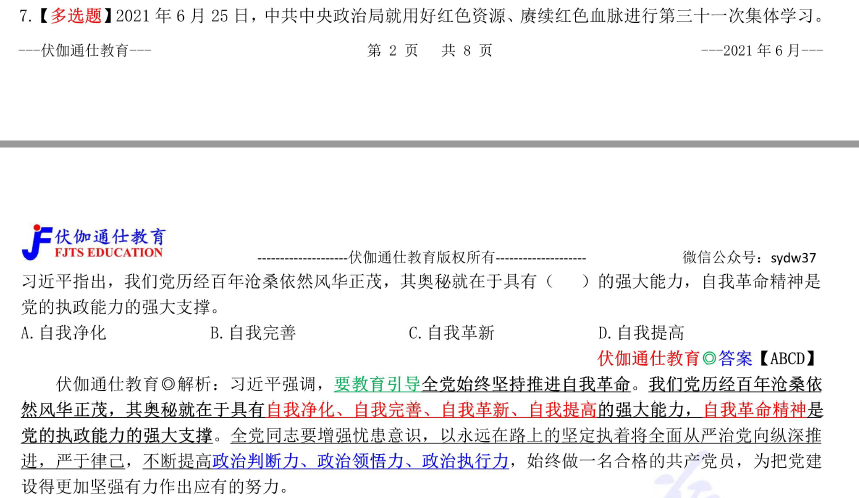 7.【多选题】2021 年 6 月 25 日，中共中央政治局就用好红色资源、赓续红色血脉进行第三十一次集体学习。
---伏伽通仕教育--- 第 2 页 共 8 页 ---2021 年 6 月---
伏伽通仕教育
FJTS EDUCATION
--------------------伏伽通仕教育版权所有-------------------- 微信公众号：sydw37
习近平指出，我们党历经百年沧桑依然风华正茂，其奥秘就在于具有（ ）的强大能力，自我革命精神是
党的执政能力的强大支撑。
A.自我净化 B.自我完善 C.自我革新 D.自我提高
伏伽通仕教育◎答案【ABCD】
伏伽通仕教育◎解析：习近平强调，要教育引导全党始终坚持推进自我革命。我们党历经百年沧桑依
然风华正茂，其奥秘就在于具有自我净化、自我完善、自我革新、自我提高的强大能力，自我革命精神是
党的执政能力的强大支撑。全党同志要增强忧患意识，以永远在路上的坚定执着将全面从严治党向纵深推
进，严于律己，不断提高政治判断力、政治领悟力、政治执行力，始终做一名合格的共产党员，为把党建
设得更加坚强有力作出应有的努力。